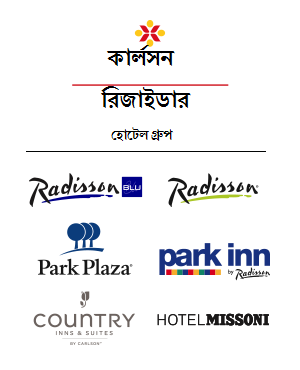 কার্লসন
রিজাইডার
হোটেল গ্রুপ
Radisson BLU
Radisson
Park Plaza
park inn
by Radisson
COUNTRY
INNS & SUITES
BY CARLSON
HOTEL MISSONI